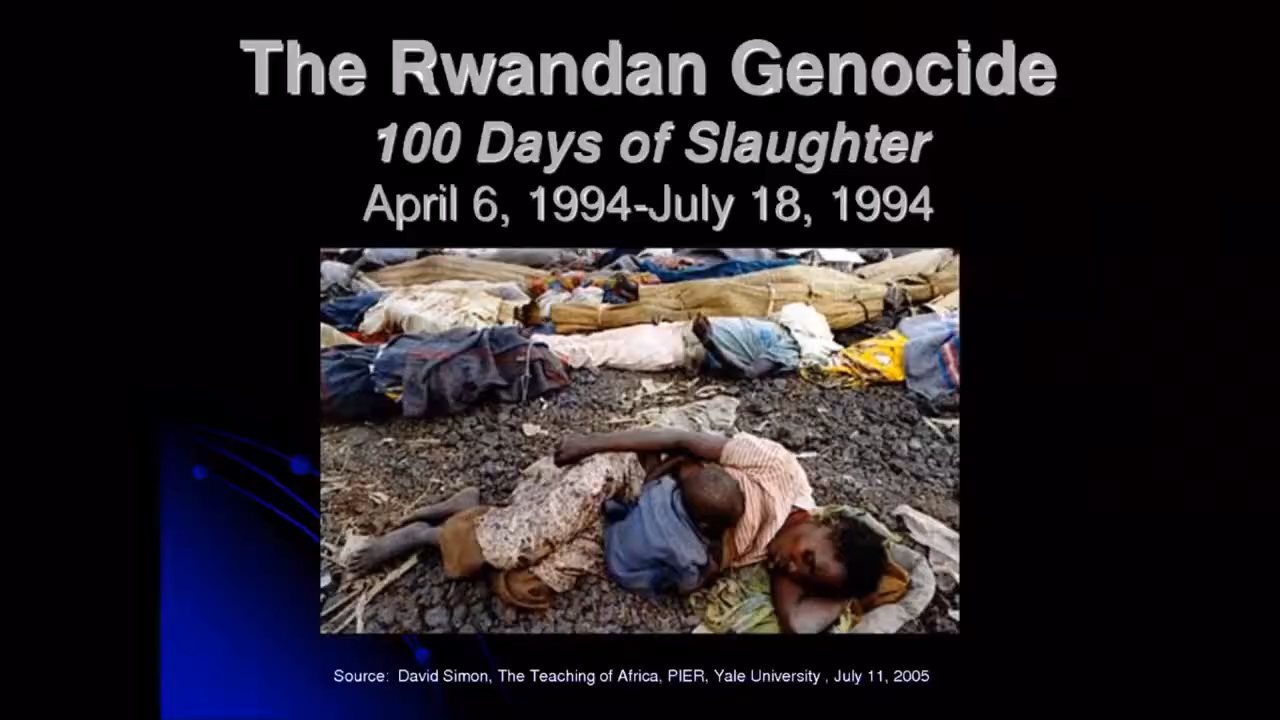 The Rwandan Genocide
100 Days of Slaughter
April 6, 1994-July 18, 1994
Source:  David Simon, The Teaching of Africa, PIER, Yale University , July 11, 2005